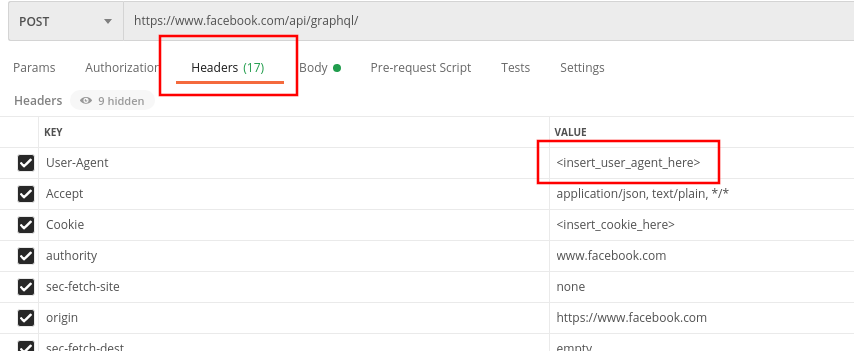 POST https://www.facebook.com/api/graphql/
Params Authorization Headers (17) Body Pre-request Script Tests Settings
Headers 9 hidden
KEY VALUE
User-Agent <insert_user_agent_here>
Accept application/json, text/plain, */*
Cookie <insert_cookie_here>
authority www.facebook.com
sec-fetch-site none
origin https://www.facebook.com
sec-fetch-dest empty